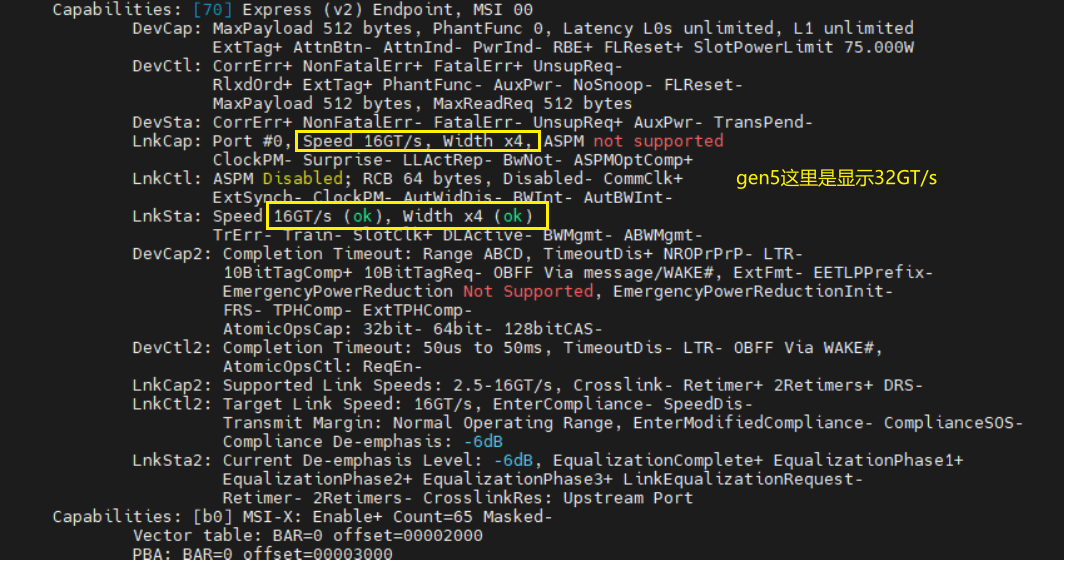 Capabilities: [70] Express (v2) Endpoint, MSI 00
DevCap: MaxPayload 512 bytes, PhantFunc 0, Latency L0s unlimited, L1 unlimited
ExtTag+ AttnBtn- AttnInd- PwrInd- RBE+ FLReset+ SlotPowerLimit 75.000W
DevCtl: CorrErr+ NonFatalErr+ FatalErr+ UnsupReq-
RlxdOrd+ ExtTag+ PhantFunc- AuxPwr- NoSnoop- FLReset-
MaxPayload 512 bytes, MaxReadReq 512 bytes
DevSta: CorrErr+ NonFatalErr- FatalErr- UnsupReq+ AuxPwr- TransPend-
LnkCap: Port #0, Speed 16GT/s, Width x4, ASPM not supported
ClockPM- Surprise- LLActRep- BwNot- ASPMOptComp+
gen5这里是显示32GT/s
LnkCtl: ASPM Disabled; RCB 64 bytes, Disabled- CommClk+
ExtSynch- ClockPM- AutWidDis- BWInt- AutBWInt-
LnkSta: Speed 16GT/s (ok), Width x4 (ok)
TrErr- Train- SlotClk+ DLActive- BWMgmt- ABWMgmt-
DevCap2: Completion Timeout: Range ABCD, TimeoutDis+ NROPrPrP- LTR-
10BitTagComp+ 10BitTagReq- OBFF Via message/WAKE#, ExtFmt- EETLPPrefix-
EmergencyPowerReduction Not Supported, EmergencyPowerReductionInit-
FRS- TPHComp- ExtTPHComp-
AtomicOpsCap: 32bit- 64bit- 128bitCAS-
DevCtl2: Completion Timeout: 50us to 50ms, TimeoutDis- LTR- OBFF Via WAKE#,
AtomicOpsCtl: ReqEn-
LnkCap2: Supported Link Speeds: 2.5-16GT/s, Crosslink- Retimer+ 2Retimers+ DRS-
LnkCtl2: Target Link Speed: 16GT/s, EnterCompliance- SpeedDis-
Transmit Margin: Normal Operating Range, EnterModifiedCompliance- ComplianceSOS-
Compliance De-emphasis: -6dB
LnkSta2: Current De-emphasis Level: -6dB, EqualizationComplete+ EqualizationPhase1+
EqualizationPhase2+ EqualizationPhase3+ LinkEqualizationRequest-
Retimer- 2Retimers- CrosslinkRes: Upstream Port
Capabilities: [b0] MSI-X: Enable+ Count=65 Masked-
Vector table: BAR=0 offset=00002000
PBA: BAR=0 offset=00003000